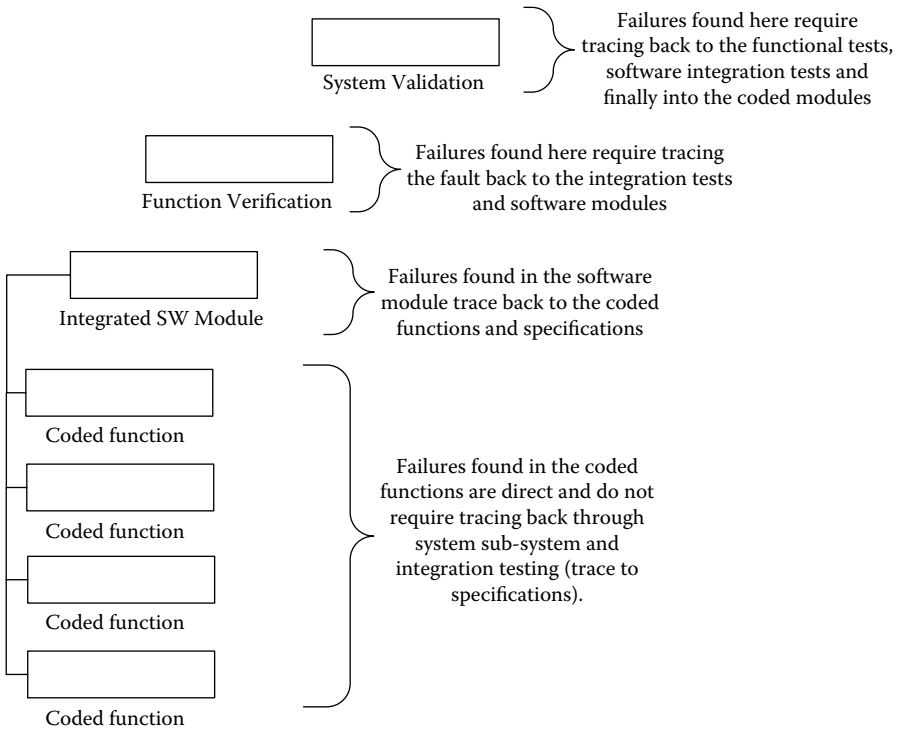 Failures found here require
tracing back to the functional tests,
software integration tests and
finally into the coded modules
System Validation
Failures found here require tracing
the fault back to the integration tests
and software modules
Function Verification
Failures found in the software
module trace back to the coded
functions and specifications
Integrated SW Module
Coded function
Failures found in the coded
functions are direct and do not
require tracing back through
system sub-system and
integration testing (trace to
specifications).
Coded function
Coded function
Coded function